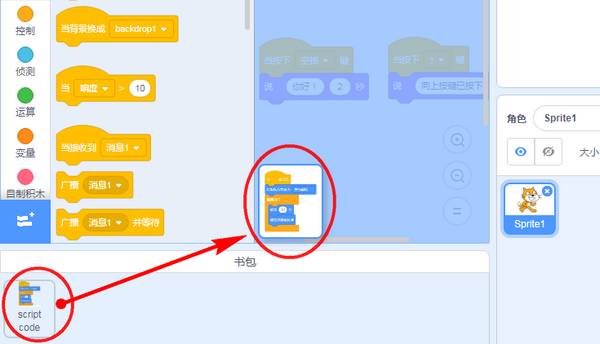 控制
侦测
运算
变量
自制积木
当背景换成 backdrop1
当 响度 > 10
当接收到 消息1
广播 消息1
广播 消息1 并等待
当按下 空格 键
说 你好！ 2 秒
当按下 ↑ 键
说 向上按键已按下
角色 Sprite1
大小
Sprite1
书包
script
code